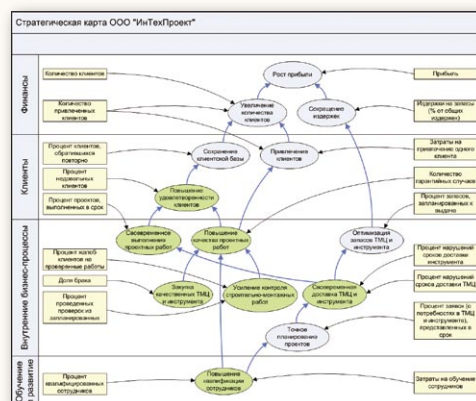 Стратегическая карта ООО "ИнТехПроект"
Финансы
Количество клиентов
Рост прибыли
Прибыль
Количество
привлеченных
клиентов
Увеличение
количества
клиентов
Сокращение
издержек
Издержки на запасы
(% от общих
издержек)
Клиенты
Процент клиентов,
обратившихся
повторно
Сохранение
клиентской базы
Привлечение
клиентов
Затраты на
привлечение одного
клиента
Процент
недовольных
клиентов
Повышение
удовлетворенности
клиентов
Количество
гарантийных случаев
Процент проектов,
выполненных в срок
Процент запасов,
запланированных к
выдаче
Внутренние бизнес-процессы
Своевременное
выполнение
проектных работ
Повышение
качества проектных
работ
Оптимизация
запасов ТМЦ и
инструмента
Процент жалоб
клиентов на
проверенные работы
Процент нарушений
сроков доставки
инструмента
Доля брака
Закупка
качественных ТМЦ
и инструмента
Усиление контроля
строительно-монтажных
работ
Своевременная
доставка ТМЦ и
инструмента
Процент нарушений
сроков доставки ТМЦ
Процент
проведенных
проверок из
запланированных
Точное
планирование
проектов
Процент заявок (о
потребности в ТМЦ
и инструменте),
представленных в
срок
Обучение
и развитие
Процент
квалифицированных
сотрудников
Повышение
квалификации
сотрудников
Затраты на обучение
сотрудников